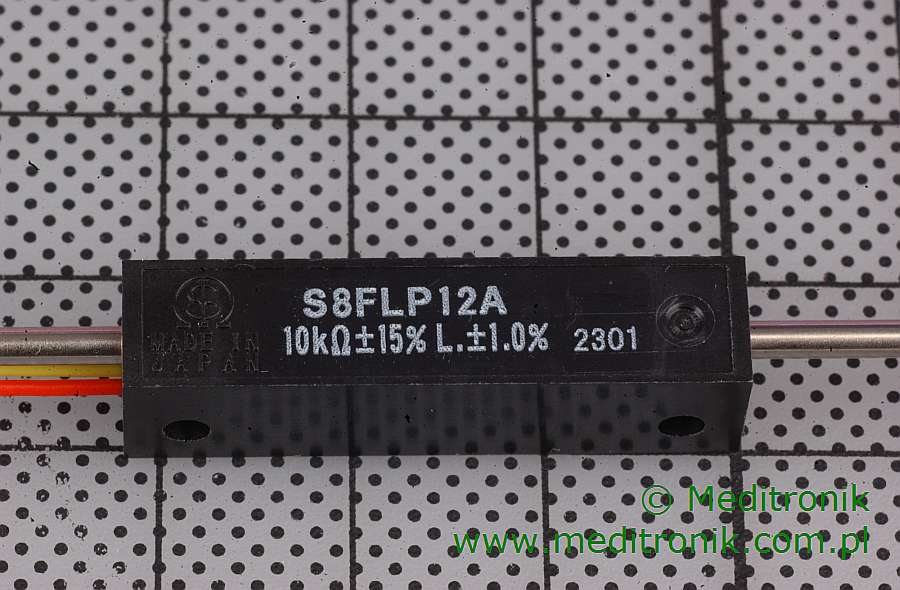 S8FLP12A
10kΩ±15% L.±1.0% 2301
MADE IN
JAPAN
© Meditronik
www.meditronik.com.pl